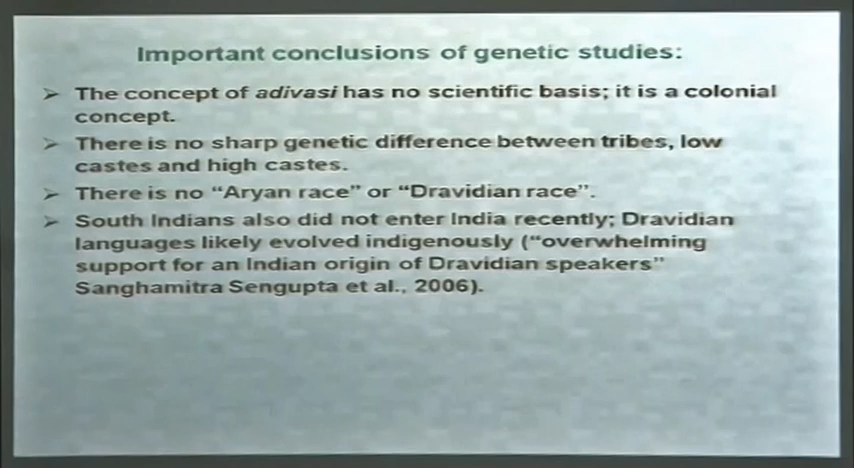 Important conclusions of genetic studies:
➢ The concept of adivasi has no scientific basis; it is a colonial
concept.
➢ There is no sharp genetic difference between tribes, low
castes and high castes.
➢ There is no “Aryan race” or “Dravidian race”.
➢ South Indians also did not enter India recently; Dravidian
languages likely evolved indigenously (“overwhelming
support for an Indian origin of Dravidian speakers”
Sanghamitra Sengupta et al., 2006).